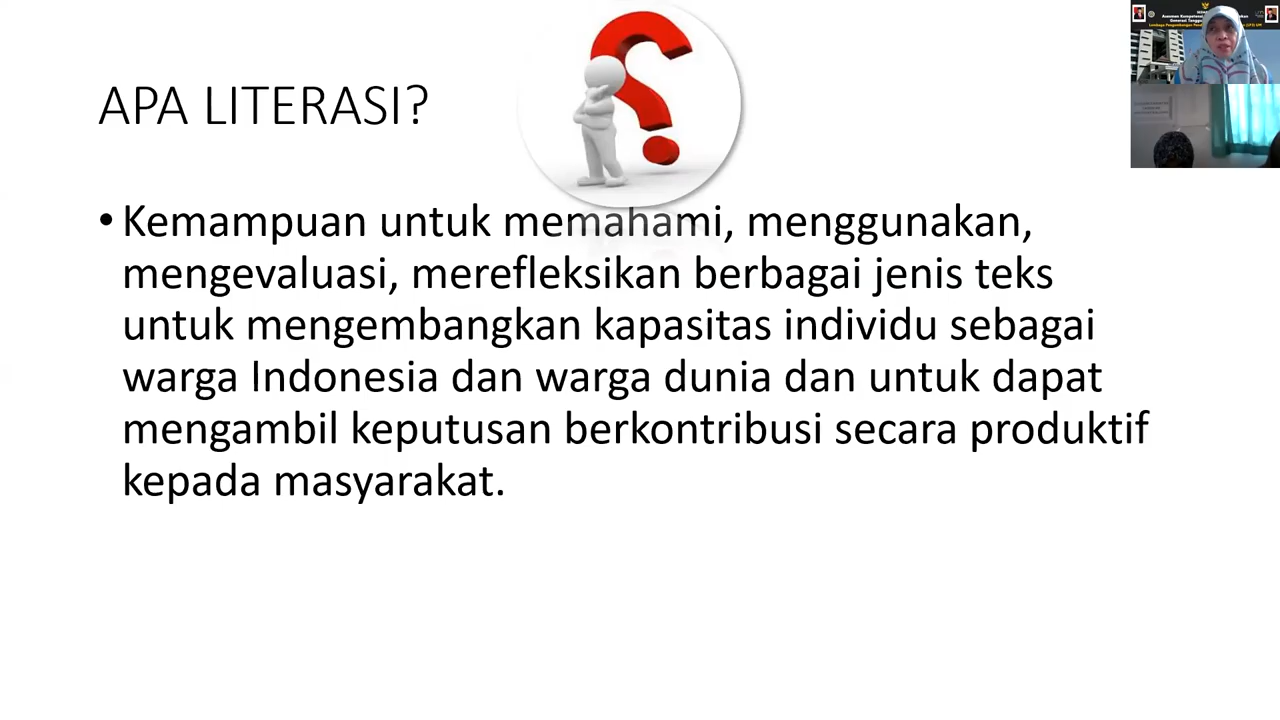 APA LITERASI?
• Kemampuan untuk memahami, menggunakan,
mengevaluasi, merefleksikan berbagai jenis teks
untuk mengembangkan kapasitas individu sebagai
warga Indonesia dan warga dunia dan untuk dapat
mengambil keputusan berkontribusi secara produktif
kepada masyarakat.